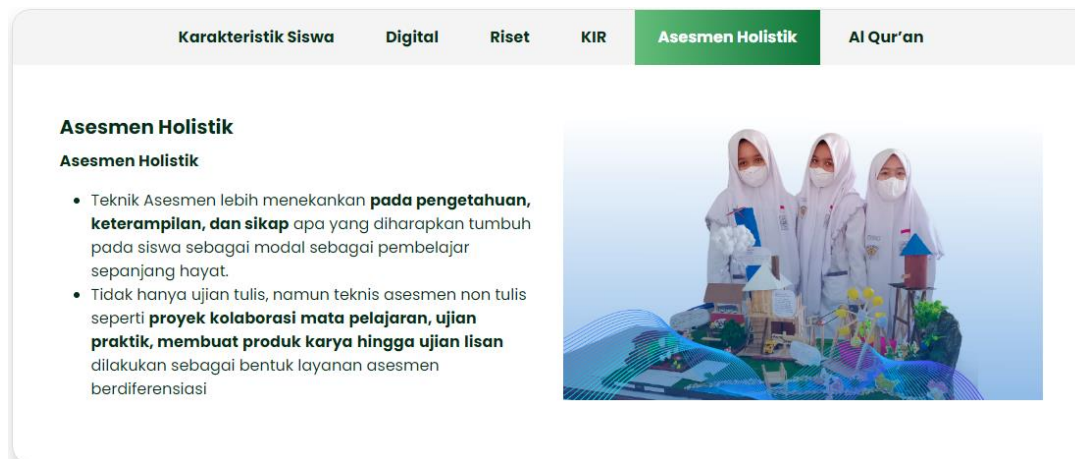 Karakteristik Siswa Digital Riset KIR Asesmen Holistik Al Qur'an
Asesmen Holistik
Asesmen Holistik
• Teknik Asesmen lebih menekankan pada pengetahuan,
keterampilan, dan sikap apa yang diharapkan tumbuh
pada siswa sebagai modal sebagai pembelajar
sepanjang hayat.
• Tidak hanya ujian tulis, namun teknis asesmen non tulis
seperti proyek kolaborasi mata pelajaran, ujian
praktik, membuat produk karya hingga ujian lisan
dilakukan sebagai bentuk layanan asesmen
berdiferensiasi